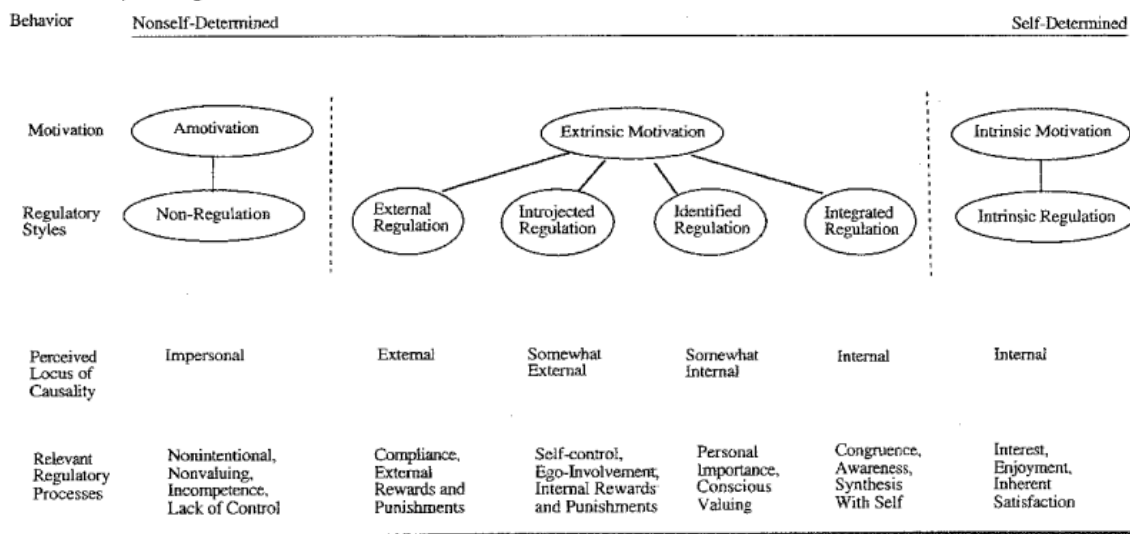 Behavior Nonself-Determined Self-Determined
Motivation Amotivation Extrinsic Motivation Intrinsic Motivation
Regulatory Styles
Non-Regulation
External Regulation
Introjected Regulation
Identified Regulation
Integrated Regulation
Intrinsic Regulation
Perceived Locus of Causality
Impersonal
External
Somewhat External
Somewhat Internal
Internal
Internal
Relevant Regulatory Processes
Nonintentional, Nonvaluing, Incompetence, Lack of Control
Compliance, External Rewards and Punishments
Self-control, Ego-Involvement, Internal Rewards and Punishments
Personal Importance, Conscious Valuing
Congruence, Awareness, Synthesis With Self
Interest, Enjoyment, Inherent Satisfaction